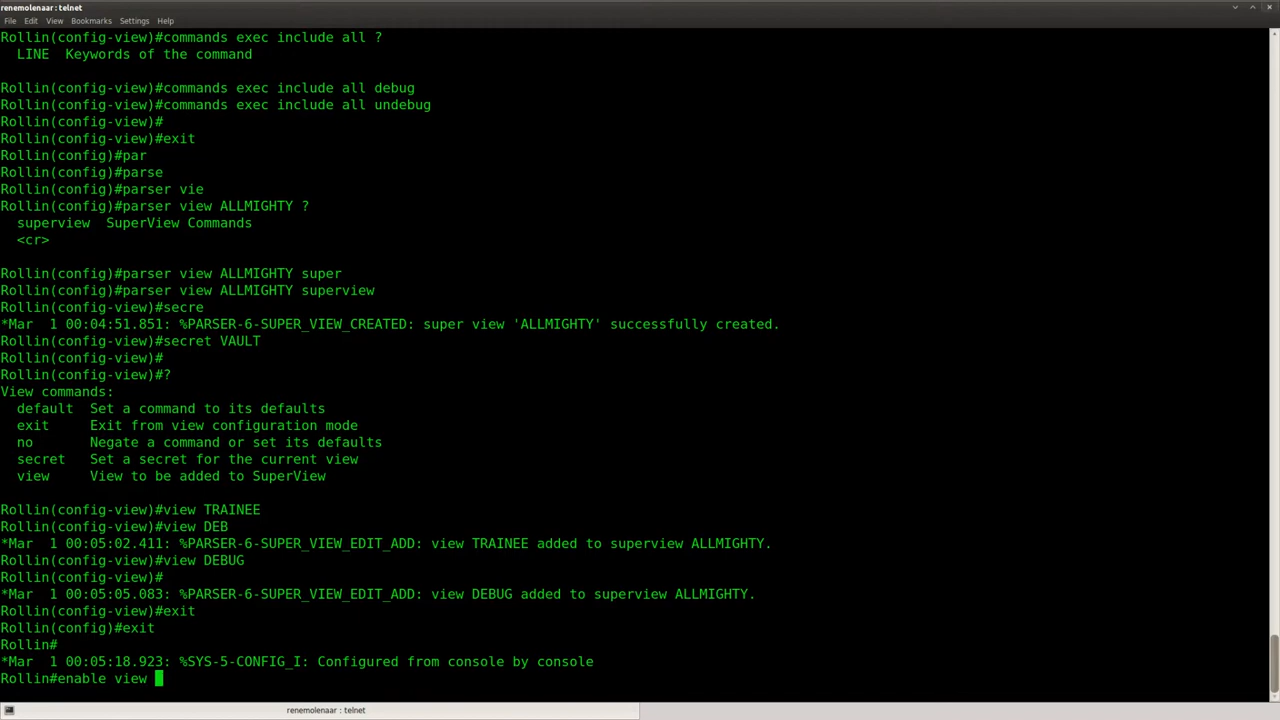 renemolenaar : telnet
File Edit View Bookmarks Settings Help
Rollin(config-view)#commands exec include all ?
  LINE  Keywords of the command
Rollin(config-view)#commands exec include all debug
Rollin(config-view)#commands exec include all undebug
Rollin(config-view)#
Rollin(config-view)#exit
Rollin(config)#par
Rollin(config)#parse
Rollin(config)#parser vie
Rollin(config)#parser view ALLMIGHTY ?
  superview  SuperView Commands
  <cr>
Rollin(config)#parser view ALLMIGHTY super
Rollin(config)#parser view ALLMIGHTY superview
Rollin(config-view)#secre
*Mar  1 00:04:51.851: %PARSER-6-SUPER_VIEW_CREATED: super view 'ALLMIGHTY' successfully created.
Rollin(config-view)#secret VAULT
Rollin(config-view)#
Rollin(config-view)#?
View commands:
  default  Set a command to its defaults
  exit     Exit from view configuration mode
  no       Negate a command or set its defaults
  secret   Set a secret for the current view
  view     View to be added to SuperView
Rollin(config-view)#view TRAINEE
Rollin(config-view)#view DEB
*Mar  1 00:05:02.411: %PARSER-6-SUPER_VIEW_EDIT_ADD: view TRAINEE added to superview ALLMIGHTY.
Rollin(config-view)#view DEBUG
Rollin(config-view)#
*Mar  1 00:05:05.083: %PARSER-6-SUPER_VIEW_EDIT_ADD: view DEBUG added to superview ALLMIGHTY.
Rollin(config-view)#exit
Rollin(config)#exit
Rollin#
*Mar  1 00:05:18.923: %SYS-5-CONFIG_I: Configured from console by console
Rollin#enable view
renemolenaar : telnet